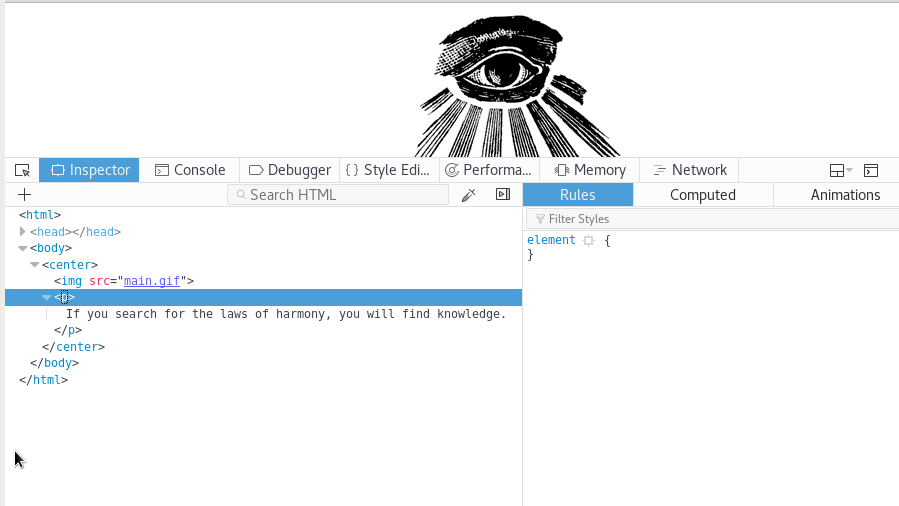 Inspector Console Debugger Style Edi... Performa... Memory Network
+ Search HTML Rules Computed Animations
Filter Styles
<html>
<head></head>
<body>
<center>
<img src="main.gif">
<p>
If you search for the laws of harmony, you will find knowledge.
</p>
</center>
</body>
</html>
element {
}